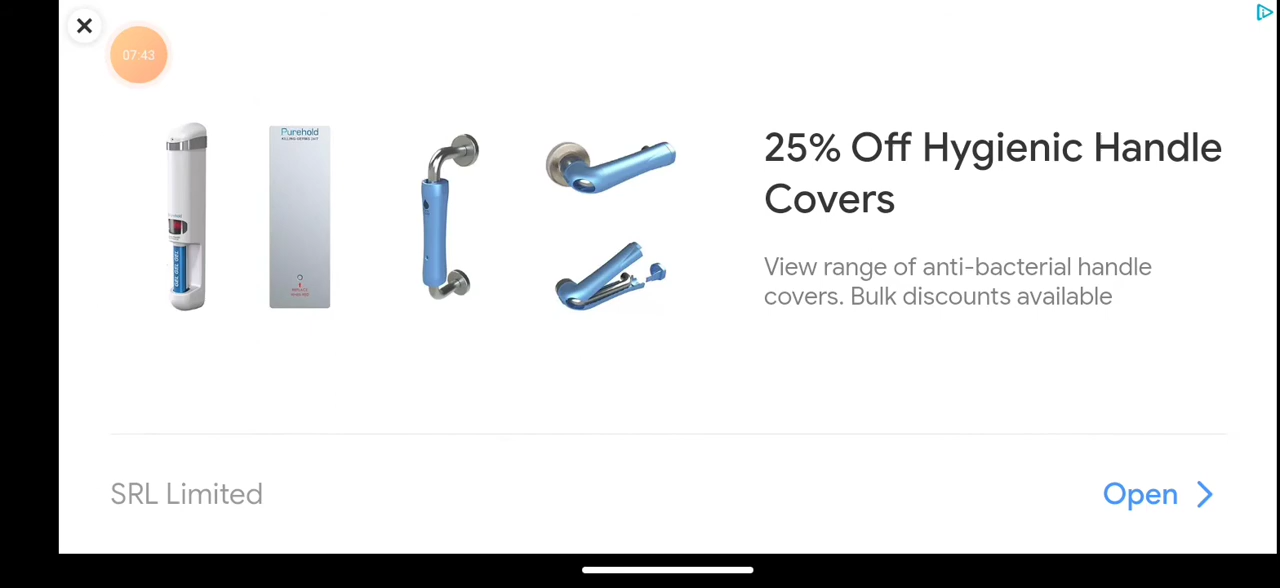 07:43
Purehold
25% Off Hygienic Handle
Covers
View range of anti-bacterial handle
covers. Bulk discounts available
SRL Limited
Open